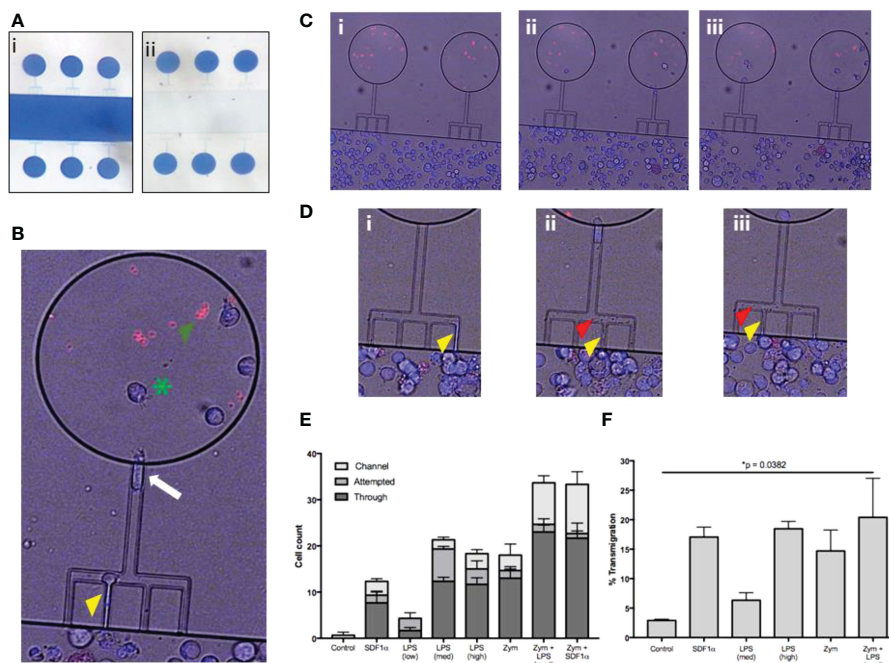 A
i
ii
C
i
ii
iii
D
i
ii
iii
B
*
E
Cell count
40
30
20
10
0
Channel
Attempted
Through
Control
SDF1α
LPS
(low)
LPS
(med)
LPS
(high)
Zym
Zym +
LPS
Zym +
SDF1α
F
% Transmigration
30
25
20
15
10
5
0
*p = 0.0382
Control
SDF1α
LPS
(med)
LPS
(high)
Zym
Zym +
LPS